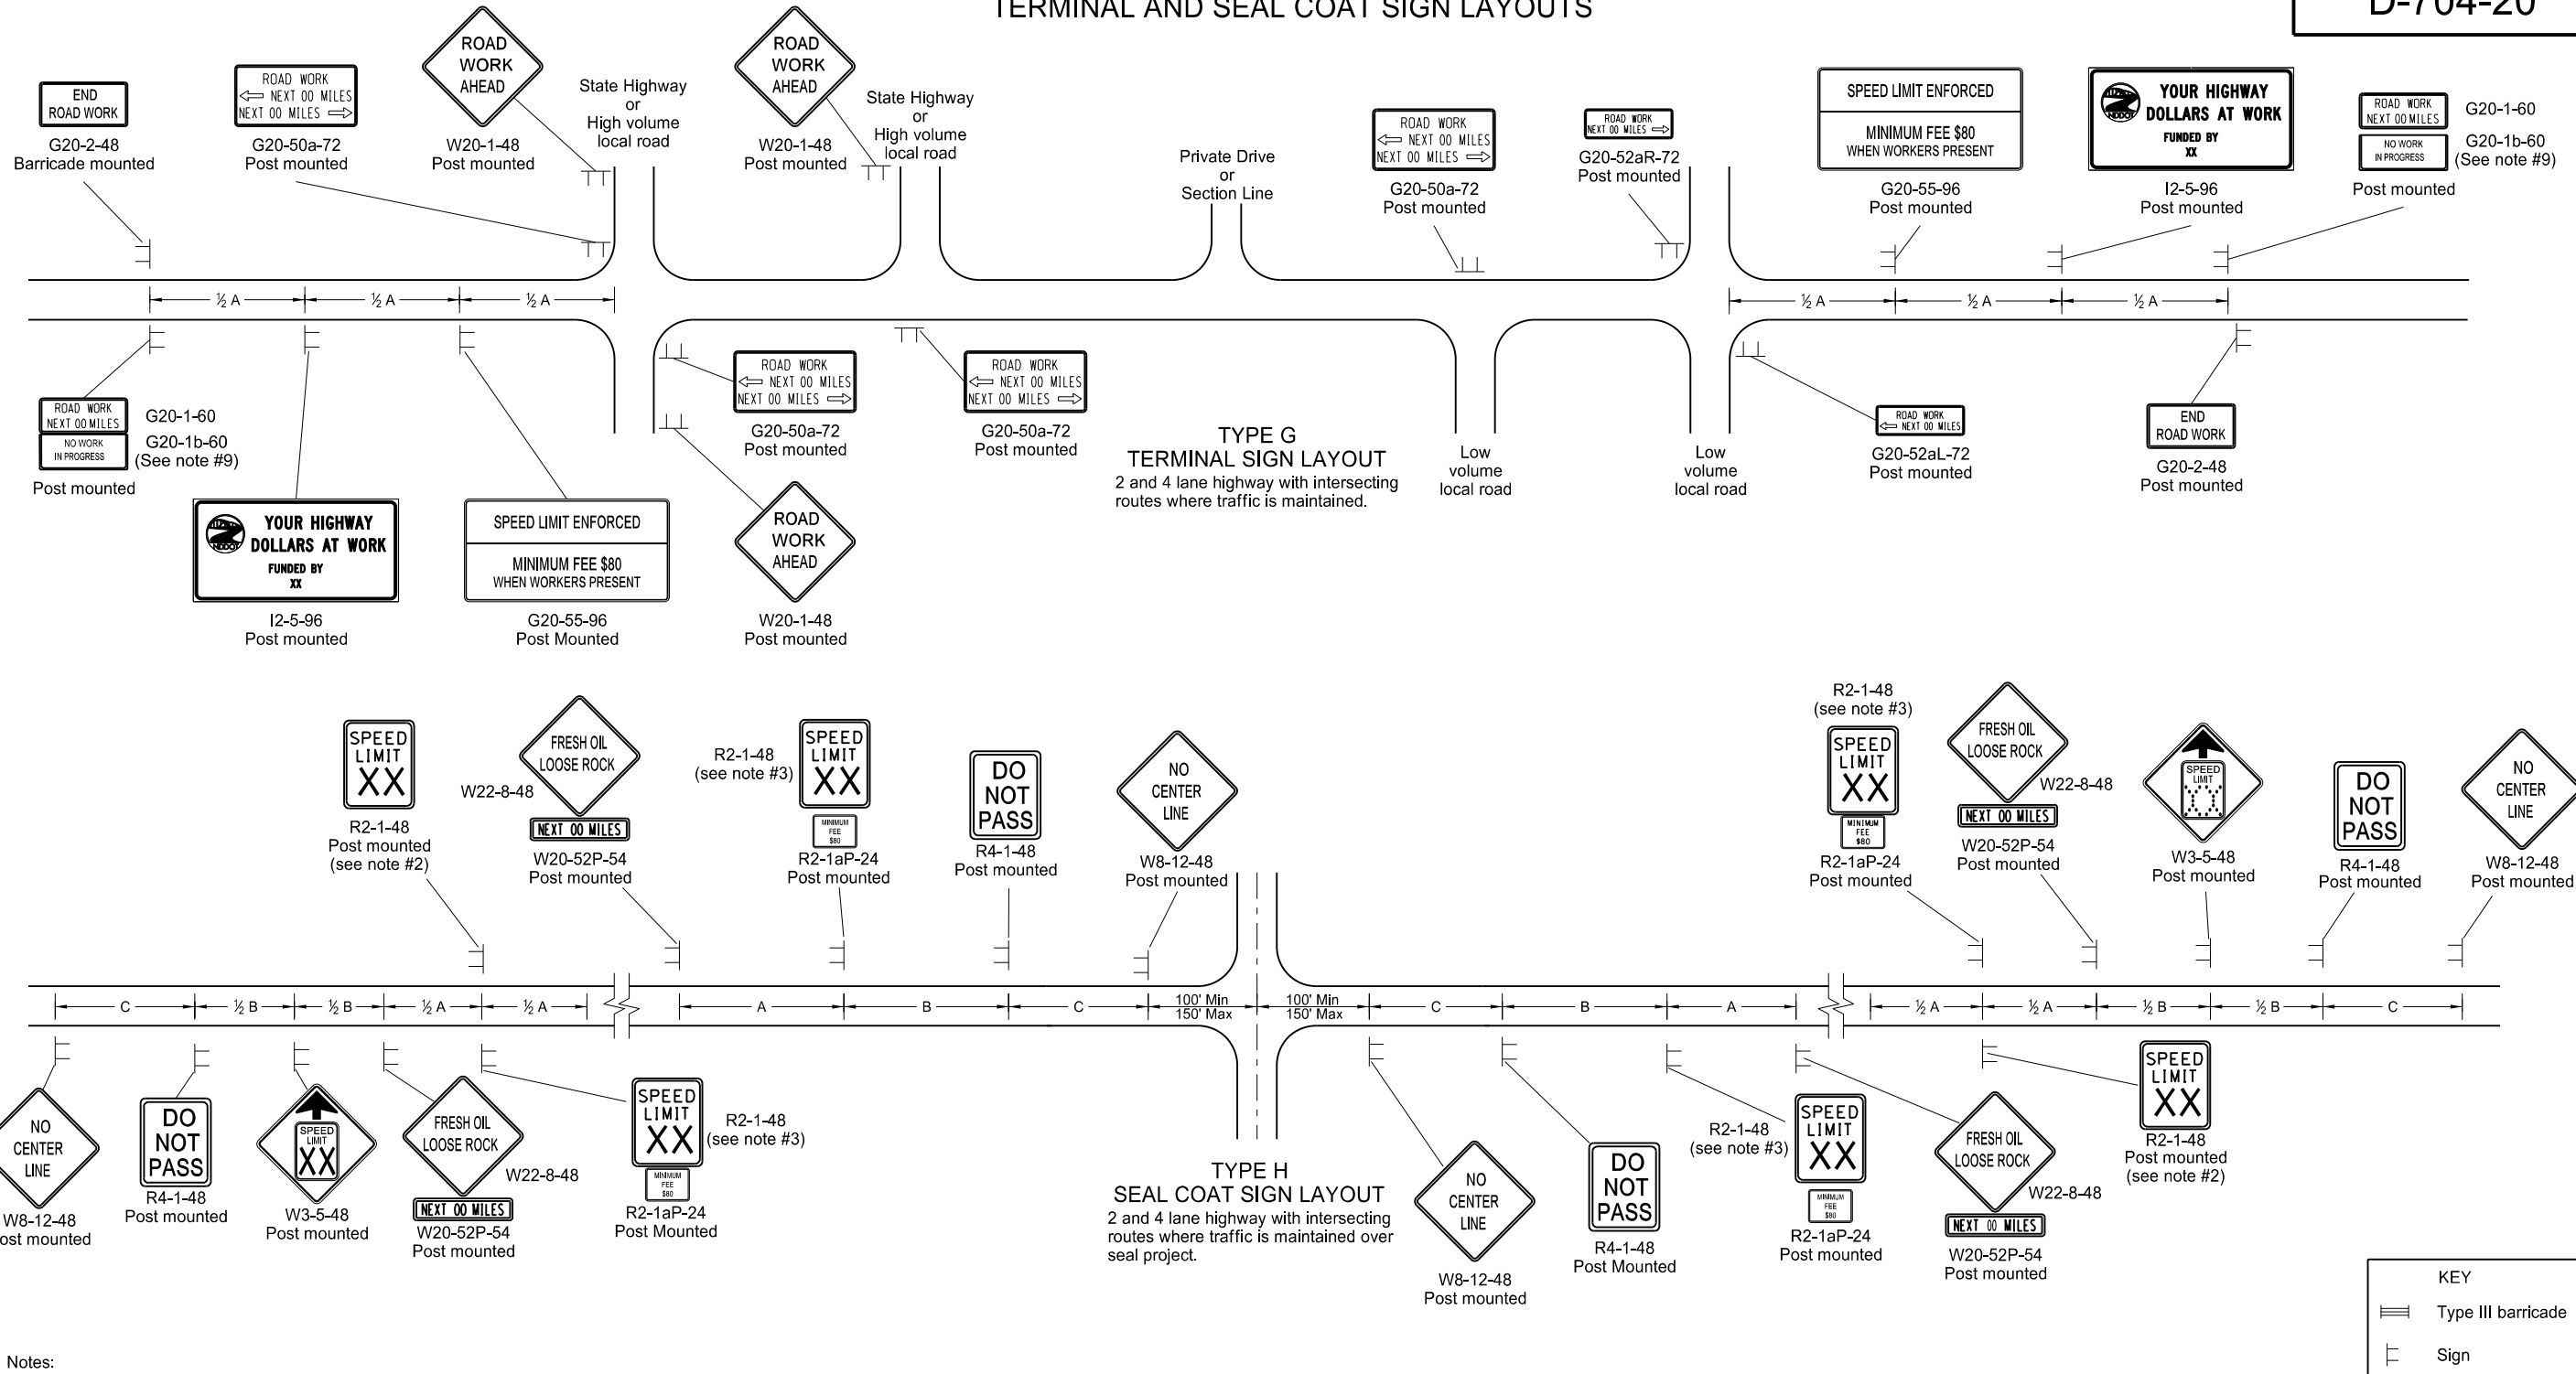 TERMINAL AND SEAL COAT SIGN LAYOUTS
D-704-20
END
ROAD WORK
G20-2-48
Barricade mounted
ROAD WORK
NEXT 00 MILES
NEXT 00 MILES
G20-50a-72
Post mounted
ROAD
WORK
AHEAD
W20-1-48
Post mounted
State Highway
or
High volume
local road
ROAD
WORK
AHEAD
W20-1-48
Post mounted
State Highway
or
High volume
local road
Private Drive
or
Section Line
ROAD WORK
NEXT 00 MILES
NEXT 00 MILES
G20-50a-72
Post mounted
ROAD WORK
NEXT 00 MILES
G20-52aR-72
Post mounted
SPEED LIMIT ENFORCED
MINIMUM FEE $80
WHEN WORKERS PRESENT
G20-55-96
Post mounted
NDDOT
YOUR HIGHWAY
DOLLARS AT WORK
FUNDED BY
XX
I2-5-96
Post mounted
ROAD WORK
NEXT 00 MILES
G20-1-60
NO WORK
IN PROGRESS
G20-1b-60
(See note #9)
Post mounted
½ A
½ A
½ A
½ A
½ A
½ A
ROAD WORK
NEXT 00 MILES
G20-1-60
NO WORK
IN PROGRESS
G20-1b-60
(See note #9)
Post mounted
NDDOT
YOUR HIGHWAY
DOLLARS AT WORK
FUNDED BY
XX
I2-5-96
Post mounted
SPEED LIMIT ENFORCED
MINIMUM FEE $80
WHEN WORKERS PRESENT
G20-55-96
Post Mounted
ROAD WORK
NEXT 00 MILES
NEXT 00 MILES
G20-50a-72
Post mounted
ROAD
WORK
AHEAD
W20-1-48
Post mounted
ROAD WORK
NEXT 00 MILES
NEXT 00 MILES
G20-50a-72
Post mounted
TYPE G
TERMINAL SIGN LAYOUT
2 and 4 lane highway with intersecting
routes where traffic is maintained.
Low
volume
local road
Low
volume
local road
ROAD WORK
NEXT 00 MILES
G20-52aL-72
Post mounted
END
ROAD WORK
G20-2-48
Post mounted
SPEED
LIMIT
XX
R2-1-48
Post mounted
(see note #2)
FRESH OIL
LOOSE ROCK
W22-8-48
NEXT 00 MILES
W20-52P-54
Post mounted
R2-1-48
(see note #3)
SPEED
LIMIT
XX
MINIMUM
FEE
$80
R2-1aP-24
Post mounted
DO
NOT
PASS
R4-1-48
Post mounted
NO
CENTER
LINE
W8-12-48
Post mounted
R2-1-48
(see note #3)
SPEED
LIMIT
XX
MINIMUM
FEE
$80
R2-1aP-24
Post mounted
FRESH OIL
LOOSE ROCK
W22-8-48
NEXT 00 MILES
W20-52P-54
Post mounted
SPEED
LIMIT
XX
W3-5-48
Post mounted
DO
NOT
PASS
R4-1-48
Post mounted
NO
CENTER
LINE
W8-12-48
Post mounted
C
½ B
½ B
½ A
½ A
A
B
C
100' Min
150' Max
100' Min
150' Max
C
B
A
½ A
½ A
½ B
½ B
C
NO
CENTER
LINE
W8-12-48
ost mounted
DO
NOT
PASS
R4-1-48
Post mounted
SPEED
LIMIT
XX
W3-5-48
Post mounted
FRESH OIL
LOOSE ROCK
W22-8-48
NEXT 00 MILES
W20-52P-54
Post mounted
SPEED
LIMIT
XX
R2-1-48
(see note #3)
MINIMUM
FEE
$80
R2-1aP-24
Post Mounted
TYPE H
SEAL COAT SIGN LAYOUT
2 and 4 lane highway with intersecting
routes where traffic is maintained over
seal project.
NO
CENTER
LINE
W8-12-48
Post mounted
DO
NOT
PASS
R4-1-48
Post Mounted
R2-1-48
(see note #3)
SPEED
LIMIT
XX
MINIMUM
FEE
$80
R2-1aP-24
Post mounted
FRESH OIL
LOOSE ROCK
W22-8-48
NEXT 00 MILES
W20-52P-54
Post mounted
SPEED
LIMIT
XX
R2-1-48
Post mounted
(see note #2)
KEY
Type III barricade
Sign
Notes: